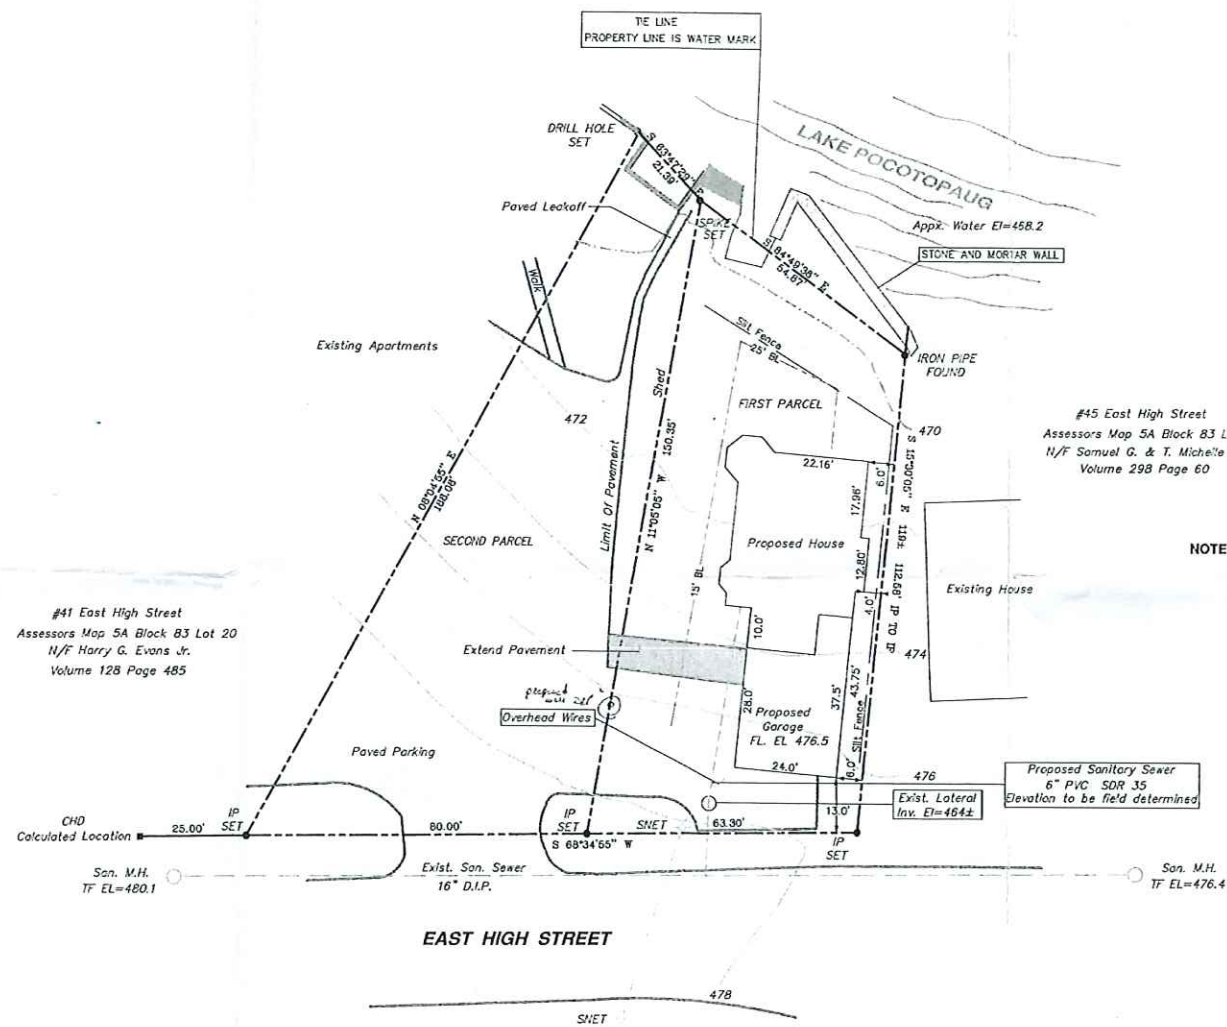 TIE LINE
PROPERTY LINE IS WATER MARK
DRILL HOLE
SET
S 63°47'29" E
21.39'
LAKE POCOTOPAUG
Paved Leakoff
SPIKE
SET
Appx. Water El=468.2
S 84°49'38" E
54.87'
STONE AND MORTAR WALL
Walk
Existing Apartments
Silt Fence
25' BL
IRON PIPE
FOUND
FIRST PARCEL
Shed
472
470
#45 East High Street
Assessors Map 5A Block 83 L
N/F Samuel G. & T. Michelle
Volume 298 Page 60
22.16'
6.0'
17.96'
S 15°30'05" E 119± 112.58' IP TO IP
N 08°04'55" E
188.08'
Limit Of Pavement
N 11°05'05" W 150.35'
SECOND PARCEL
Proposed House
NOTE
12.80'
15' BL
Existing House
4.0'
#41 East High Street
Assessors Map 5A Block 83 Lot 20
N/F Harry G. Evans Jr.
Volume 128 Page 485
10.0'
Extend Pavement
474
43.75'
37.5'
28.0'
proposed
Overhead Wires
Proposed
Garage
FL. EL 476.5
Silt Fence
Paved Parking
24.0'
6.0'
476
Proposed Sanitary Sewer
6" PVC SDR 35
Elevation to be field determined
Exist. Lateral
Inv. El=464±
13.0'
CHD
Calculated Location
25.00'
IP
SET
80.00'
IP
SET
SNET
63.30'
S 68°34'55" W
IP
SET
San. M.H.
TF EL=480.1
Exist. San. Sewer
16" D.I.P.
San. M.H.
TF EL=476.4
EAST HIGH STREET
478
SNET